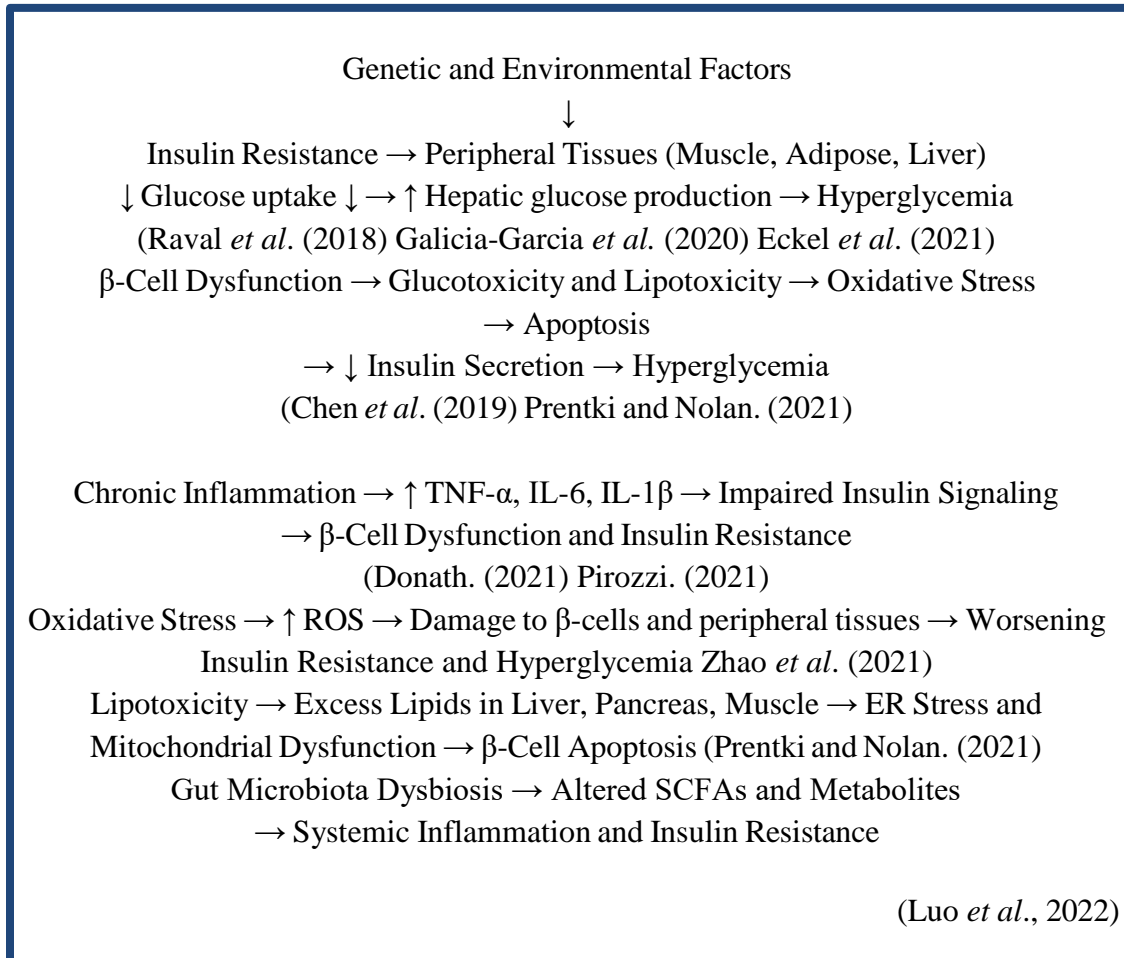 Genetic and Environmental Factors
↓
Insulin Resistance → Peripheral Tissues (Muscle, Adipose, Liver)
↓ Glucose uptake ↓ → ↑ Hepatic glucose production → Hyperglycemia
(Raval et al. (2018) Galicia-Garcia et al. (2020) Eckel et al. (2021)
β-Cell Dysfunction → Glucotoxicity and Lipotoxicity → Oxidative Stress
→ Apoptosis
→ ↓ Insulin Secretion → Hyperglycemia
(Chen et al. (2019) Prentki and Nolan. (2021)
Chronic Inflammation → ↑ TNF-α, IL-6, IL-1β → Impaired Insulin Signaling
→ β-Cell Dysfunction and Insulin Resistance
(Donath. (2021) Pirozzi. (2021)
Oxidative Stress → ↑ ROS → Damage to β-cells and peripheral tissues → Worsening
Insulin Resistance and Hyperglycemia Zhao et al. (2021)
Lipotoxicity → Excess Lipids in Liver, Pancreas, Muscle → ER Stress and
Mitochondrial Dysfunction → β-Cell Apoptosis (Prentki and Nolan. (2021)
Gut Microbiota Dysbiosis → Altered SCFAs and Metabolites
→ Systemic Inflammation and Insulin Resistance
(Luo et al., 2022)